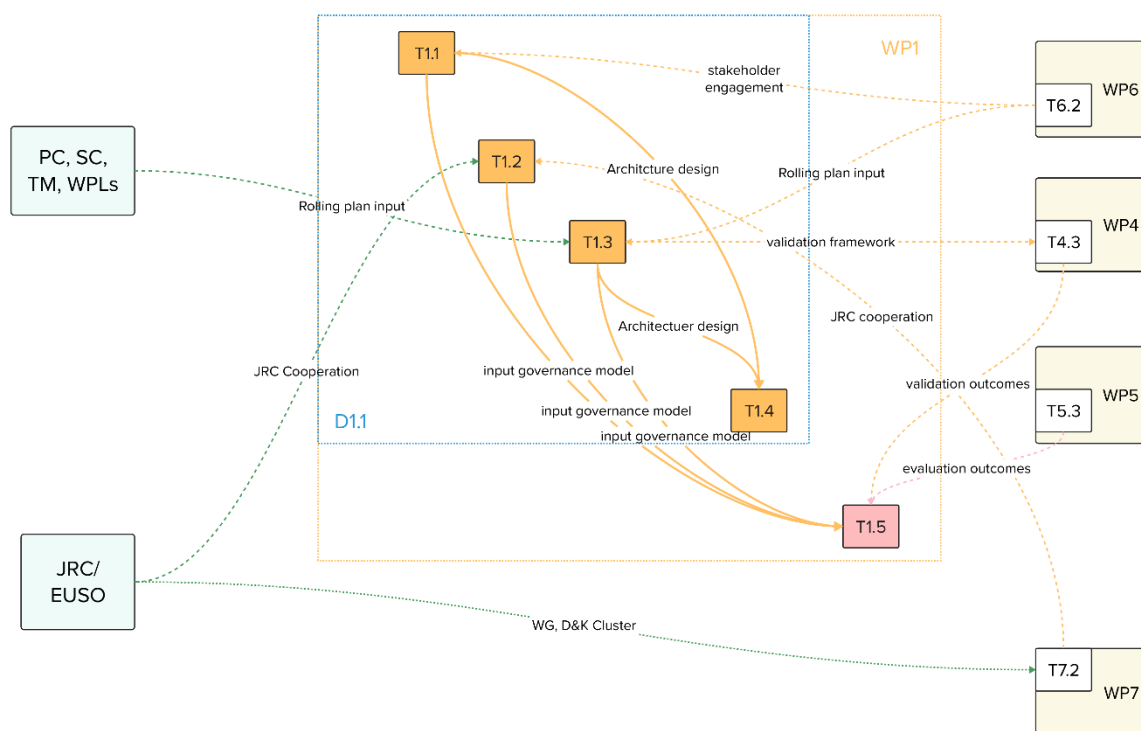 T1.1
WP1
WP6
T6.2
stakeholder
engagement
PC, SC,
TM, WPLs
T1.2
Architcture design
Rolling plan input
Rolling plan input
WP4
T1.3
validation framework
T4.3
JRC cooperation
Architectuer design
JRC Cooperation
input governance model
validation outcomes
WP5
T1.4
T5.3
input governance model
D1.1
input governance model
evaluation outcomes
T1.5
JRC/
EUSO
WG, D&K Cluster
T7.2
WP7